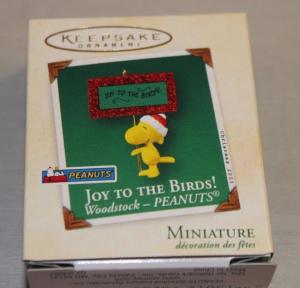 KEEPSAKE
ORNAMENT
JOY TO THE BIRDS!
PEANUTS
JOY TO THE BIRDS!
Woodstock – PEANUTS®
MINIATURE
décoration des fêtes